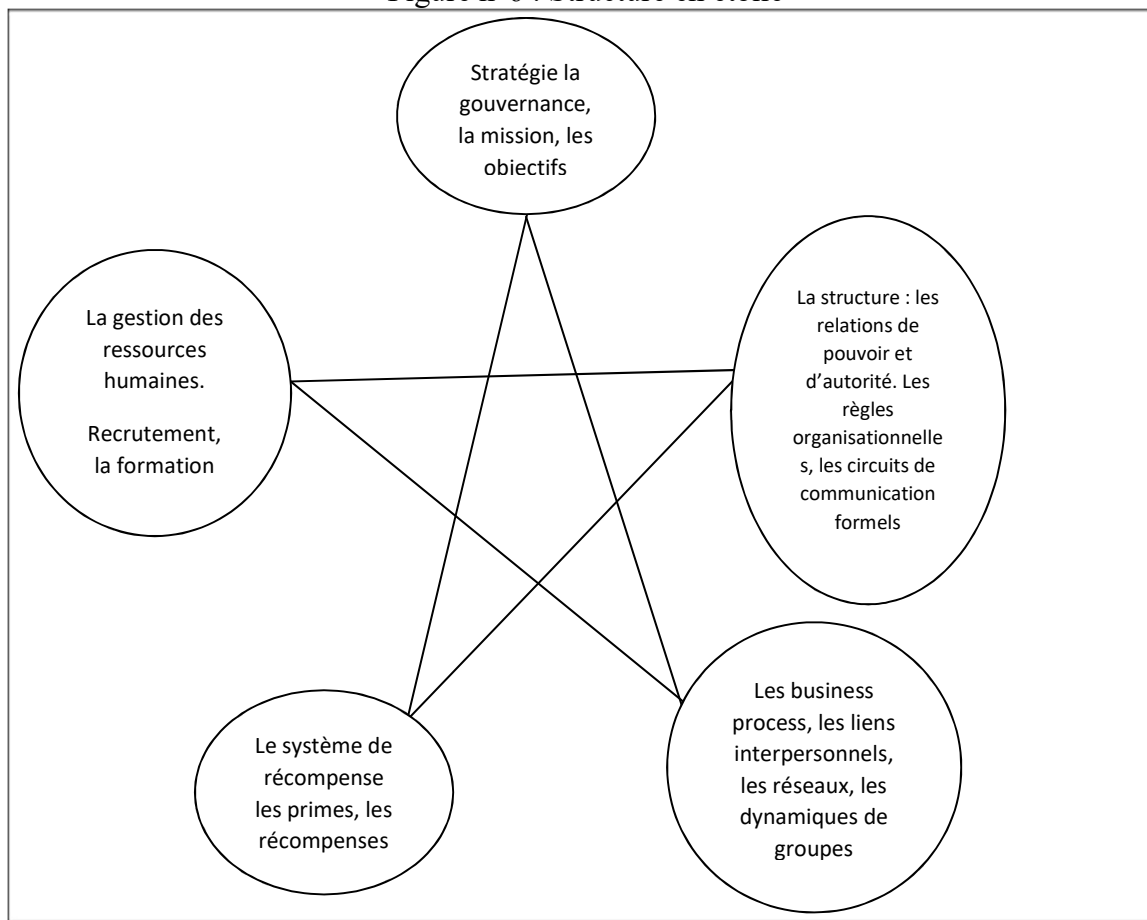 Stratégie la
gouvernance,
la mission, les
objectifs
La gestion des
ressources
humaines.
Recrutement,
la formation
La structure : les
relations de
pouvoir et
d’autorité. Les
règles
organisationnelle
s, les circuits de
communication
formels
Le système de
récompense
les primes, les
récompenses
Les business
process, les liens
interpersonnels,
les réseaux, les
dynamiques de
groupes